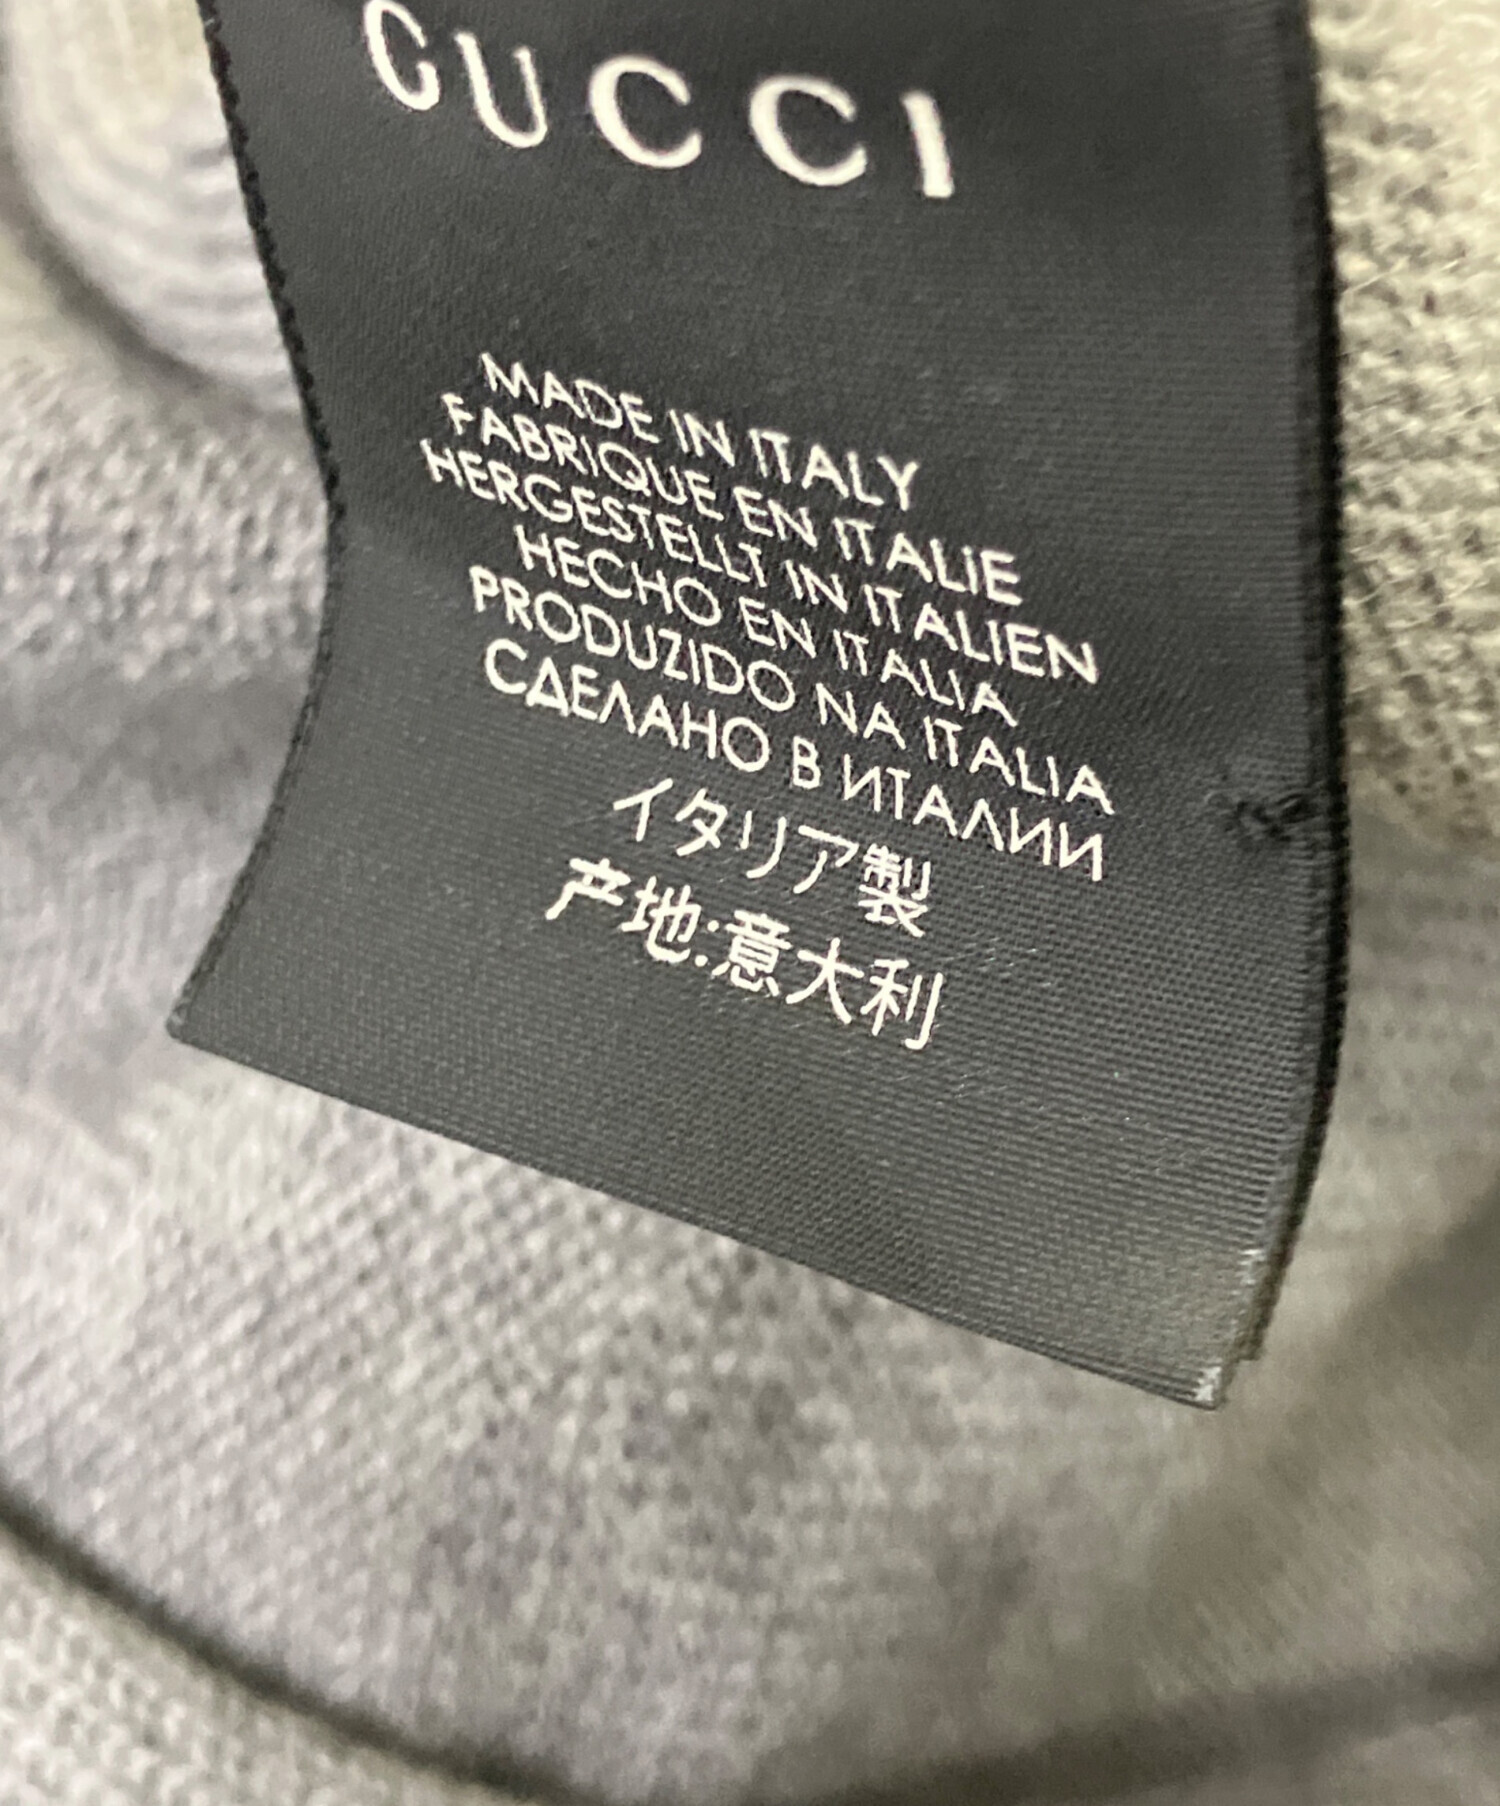 GUCCI
MADE IN ITALY
FABRIQUE EN ITALIE
HERGESTELLT IN ITALIEN
HECHO EN ITALIA
PRODUZIDO NA ITALIA
СДЕЛАНО В ИТАЛИИ
イタリア製
产地:意大利